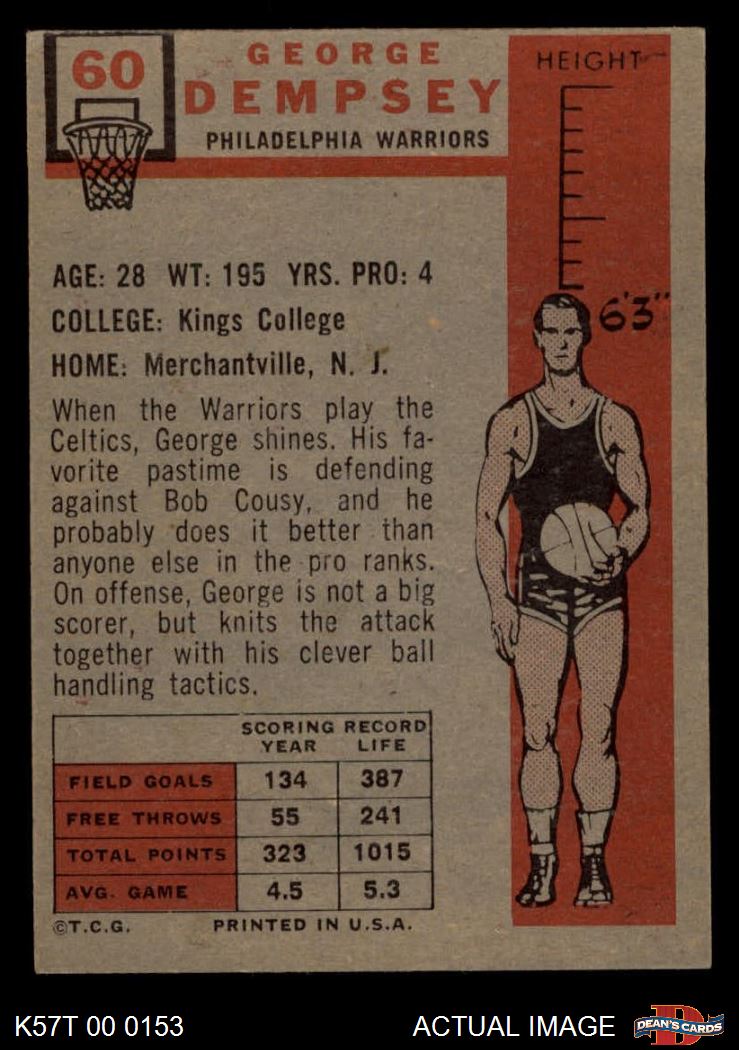 60
GEORGE
DEMPSEY
PHILADELPHIA WARRIORS
HEIGHT
6'3"
AGE: 28 WT: 195 YRS. PRO: 4
COLLEGE: Kings College
HOME: Merchantville, N. J.
When the Warriors play the
Celtics, George shines. His fa-
vorite pastime is defending
against Bob Cousy, and he
probably does it better than
anyone else in the pro ranks.
On offense, George is not a big
scorer, but knits the attack
together with his clever ball
handling tactics.
SCORING RECORD
YEAR LIFE
FIELD GOALS 134 387
FREE THROWS 55 241
TOTAL POINTS 323 1015
AVG. GAME 4.5 5.3
©T.C.G. PRINTED IN U.S.A.
K57T 00 0153 ACTUAL IMAGE D DEAN'S CARDS